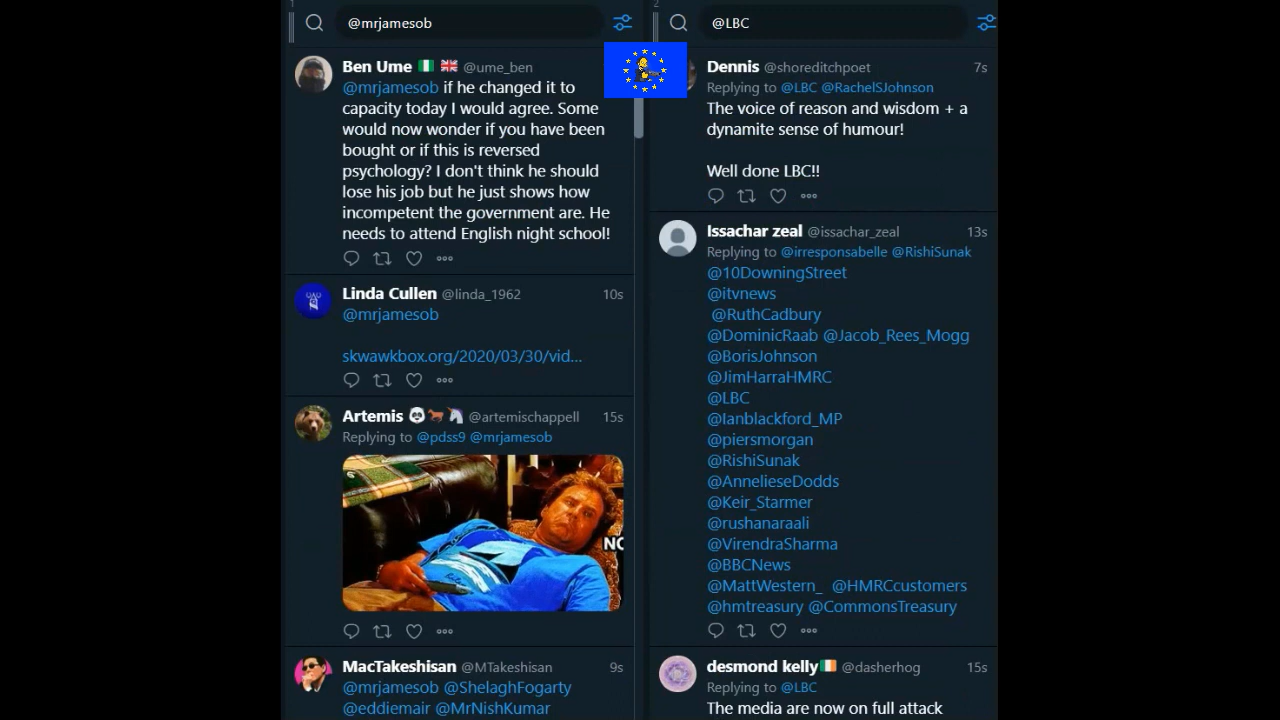 1
@mrjamesob
Ben Ume @ume_ben
@mrjamesob if he changed it to
capacity today I would agree. Some
would now wonder if you have been
bought or if this is reversed
psychology? I don't think he should
lose his job but he just shows how
incompetent the government are. He
needs to attend English night school!
Linda Cullen @linda_1962 10s
@mrjamesob
skwawkbox.org/2020/03/30/vid...
Artemis @artemischappell 15s
Replying to @pdss9 @mrjamesob
NO
MacTakeshisan @MTakeshisan 9s
@mrjamesob @ShelaghFogarty
@eddiemair @MrNishKumar
2
@LBC
Dennis @shoreditchpoet 7s
Replying to @LBC @RachelSJohnson
The voice of reason and wisdom + a
dynamite sense of humour!
Well done LBC!!
Issachar zeal @issachar_zeal 13s
Replying to @irresponsabelle @RishiSunak
@10DowningStreet
@itvnews
@RuthCadbury
@DominicRaab @Jacob_Rees_Mogg
@BorisJohnson
@JimHarraHMRC
@LBC
@Ianblackford_MP
@piersmorgan
@RishiSunak
@AnnelieseDodds
@Keir_Starmer
@rushanaraali
@VirendraSharma
@BBCNews
@MattWestern_ @HMRCcustomers
@hmtreasury @CommonsTreasury
desmond kelly @dasherhog 15s
Replying to @LBC
The media are now on full attack